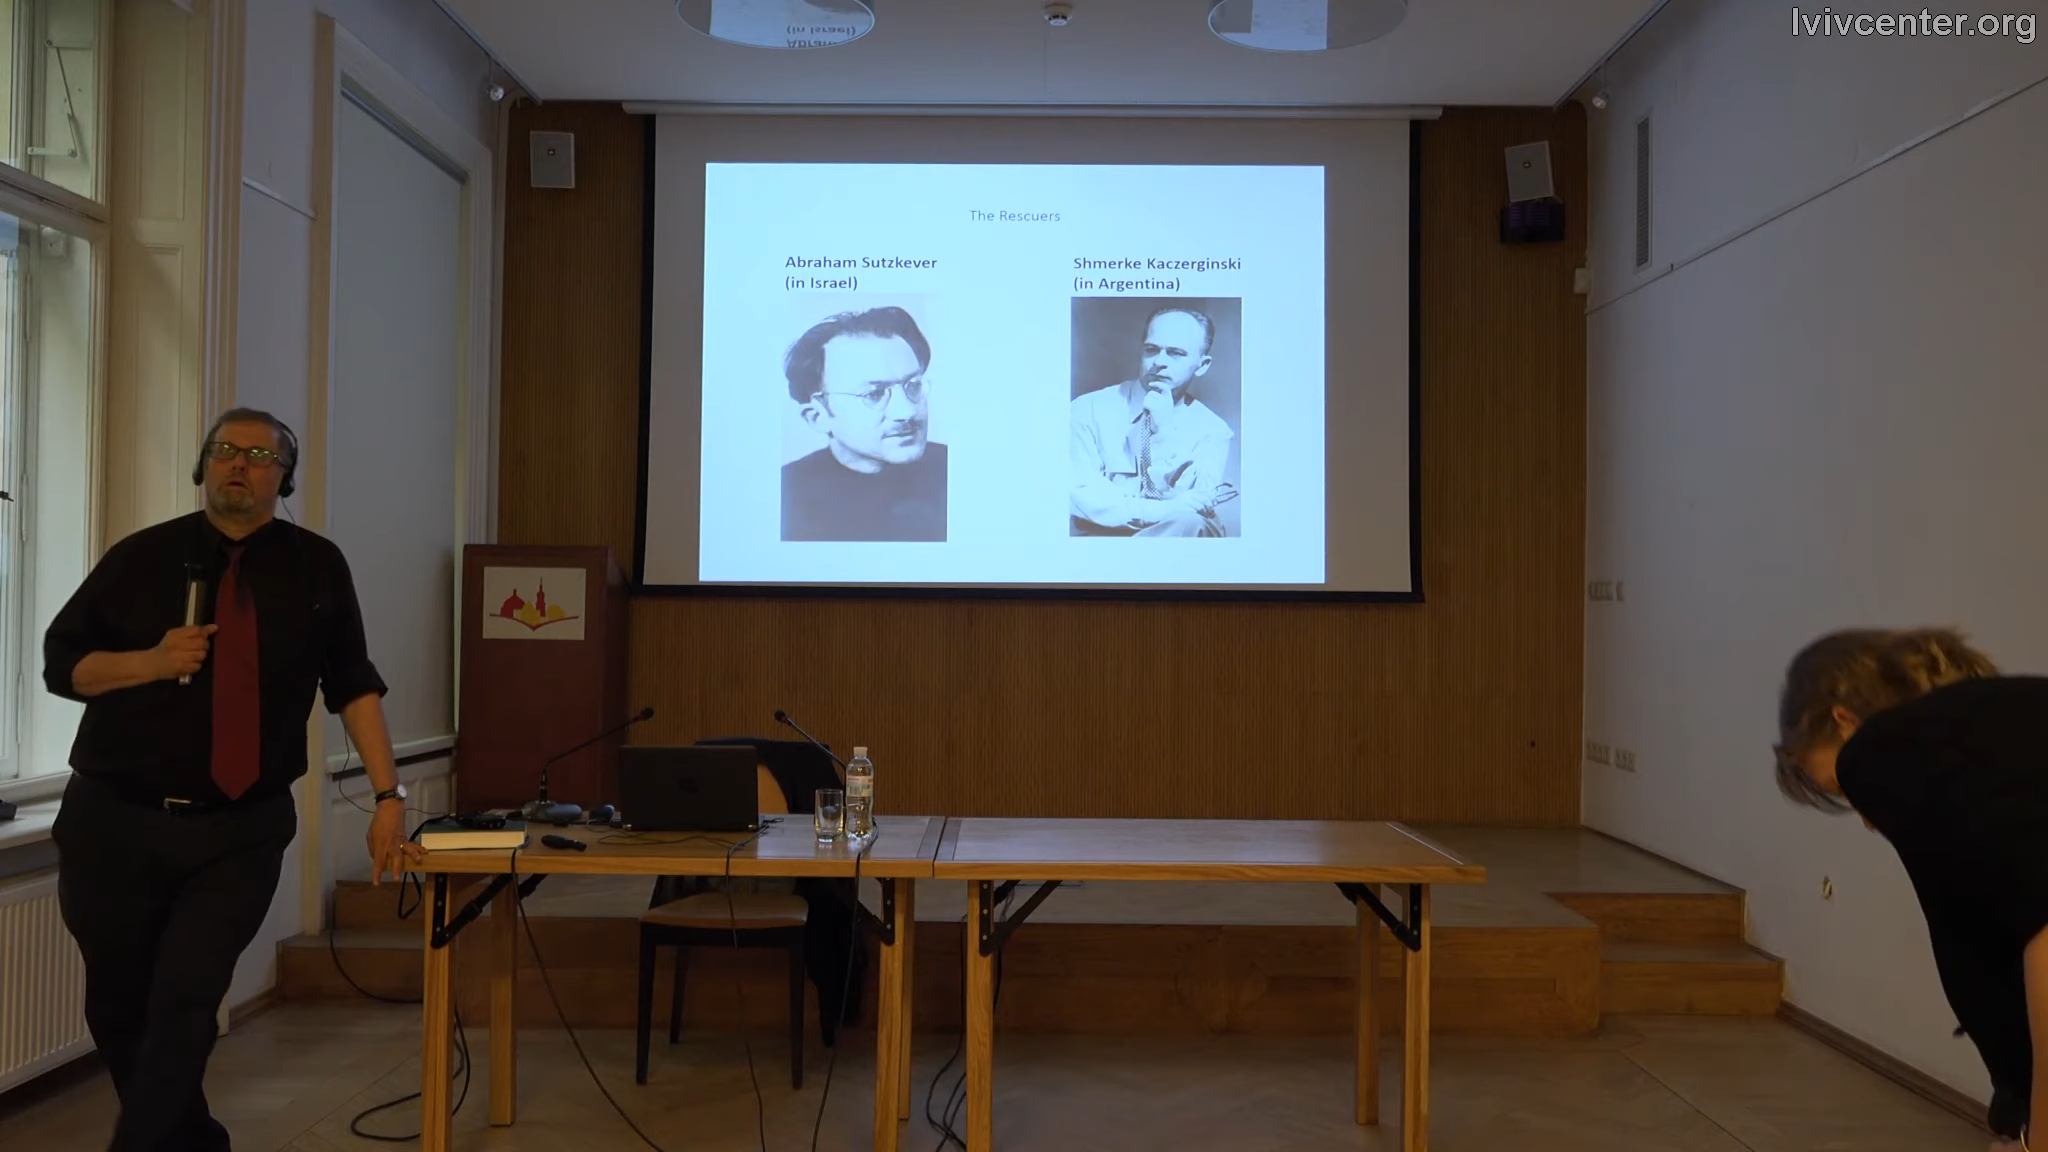 lvivcenter.org
The Rescuers
Abraham Sutzkever
(in Israel)
Shmerke Kaczerginski
(in Argentina)